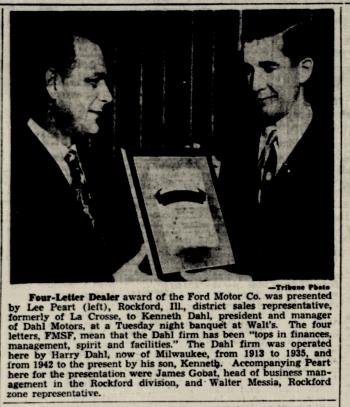 —Tribune Photo
Four-Letter Dealer award of the Ford Motor Co. was presented
by Lee Peart (left), Rockford, Ill., district sales representative,
formerly of La Crosse, to Kenneth Dahl, president and manager
of Dahl Motors, at a Tuesday night banquet at Walt's. The four
letters, FMSF, mean that the Dahl firm has been "tops in finances,
management, spirit and facilities." The Dahl firm was operated
here by Harry Dahl, now of Milwaukee, from 1913 to 1935, and
from 1942 to the present by his son, Kenneth. Accompanying Peart
here for the presentation were James Gobat, head of business man-
agement in the Rockford division, and Walter Messia, Rockford
zone representative.